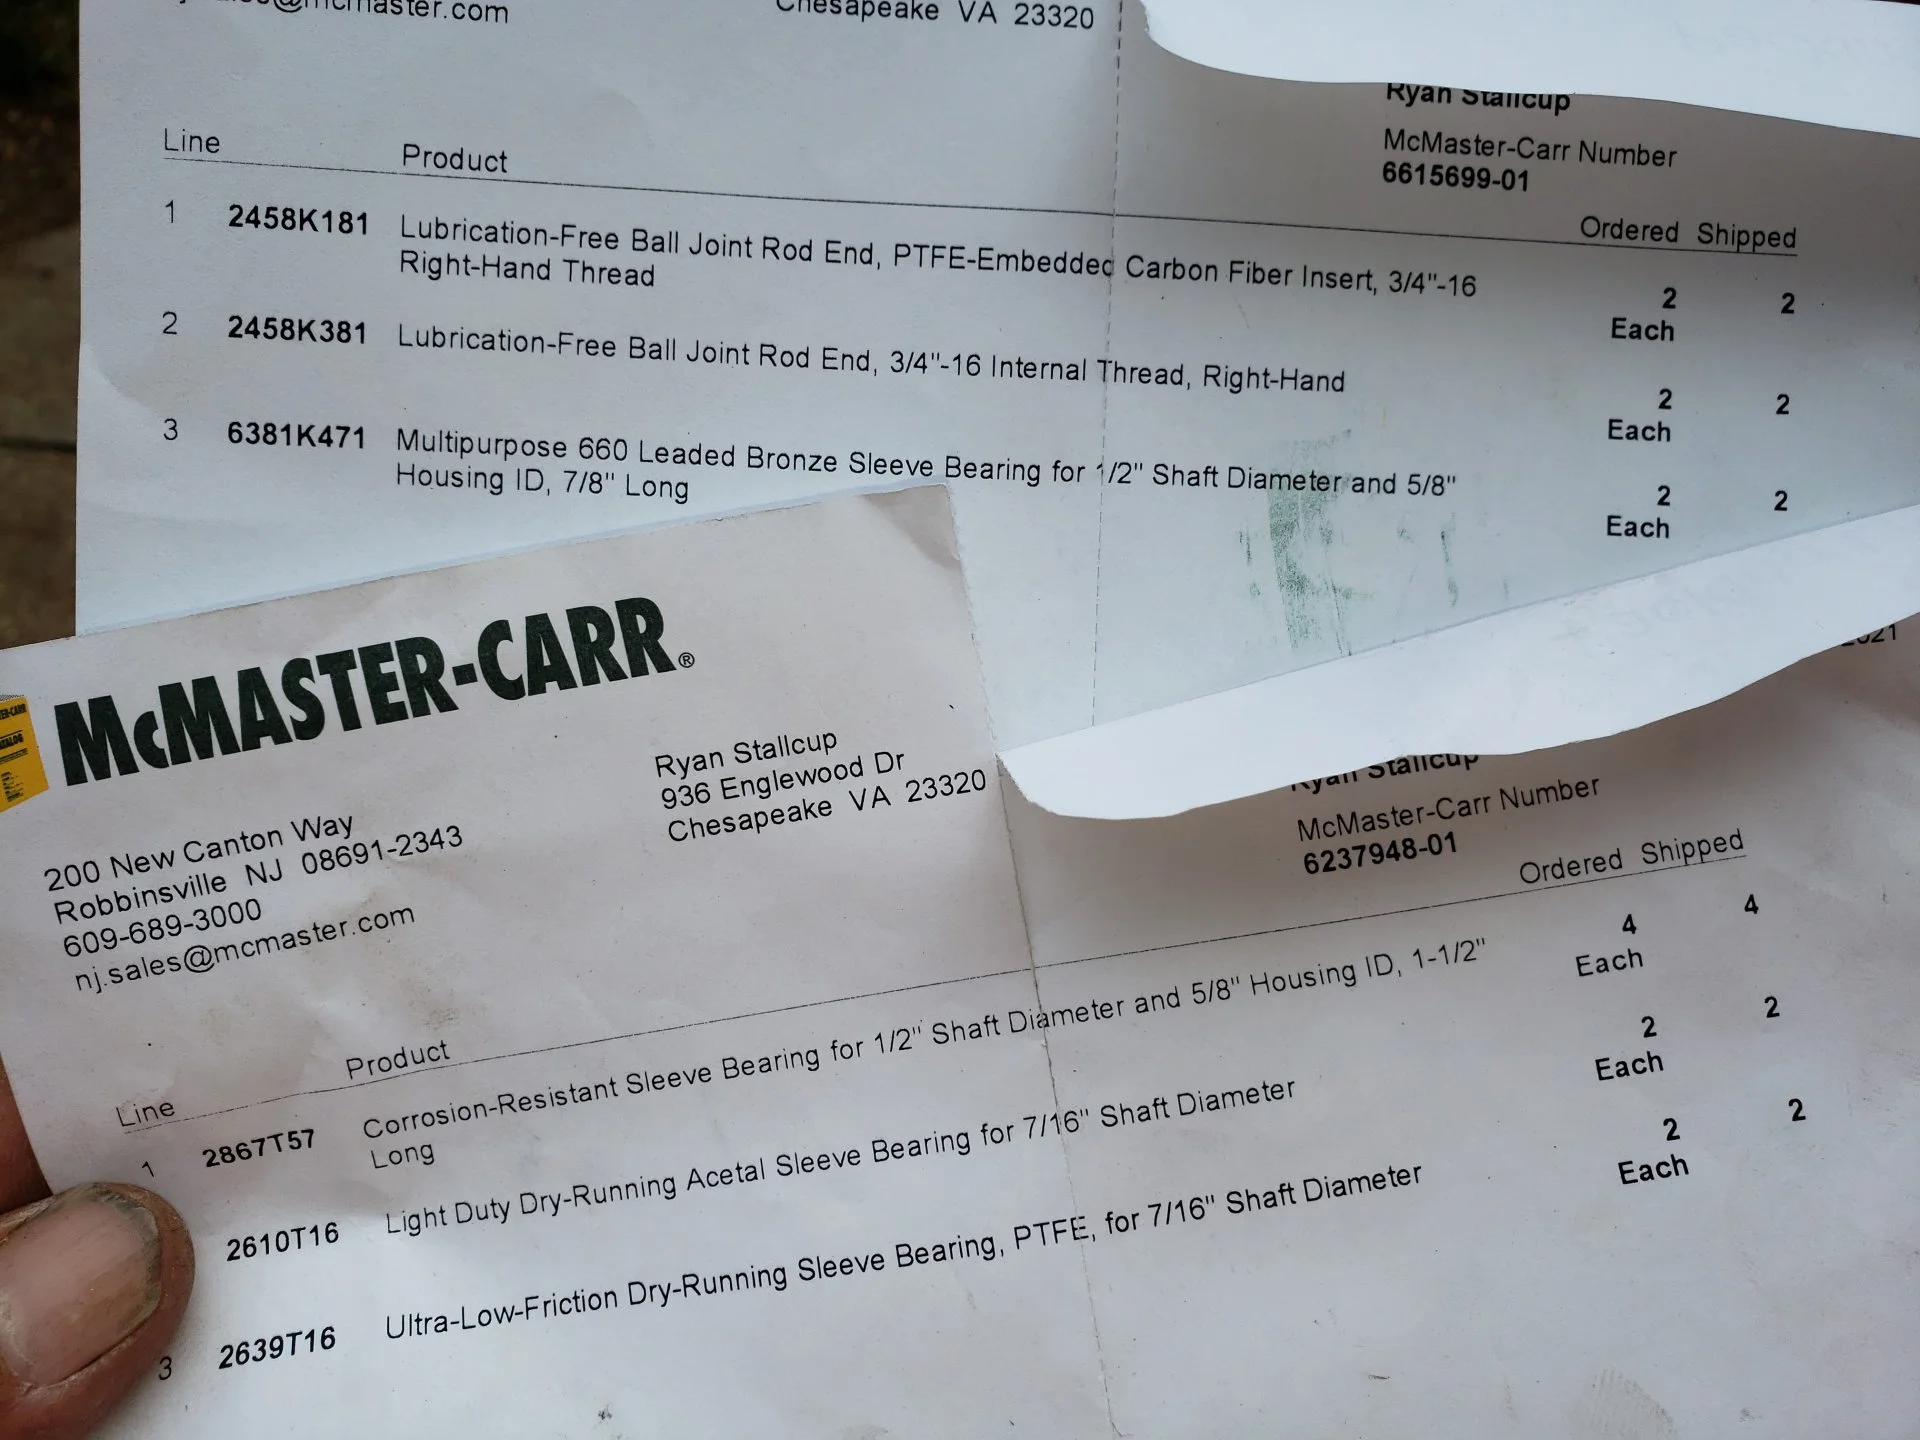 sales@mcmaster.com
Chesapeake VA 23320
Ryan Stallcup
McMaster-Carr Number
6615699-01
Line Product Ordered Shipped
1 2458K181 Lubrication-Free Ball Joint Rod End, PTFE-Embedded Carbon Fiber Insert, 3/4"-16 2 2
Right-Hand Thread Each
2 2458K381 Lubrication-Free Ball Joint Rod End, 3/4"-16 Internal Thread, Right-Hand 2 2
Each
3 6381K471 Multipurpose 660 Leaded Bronze Sleeve Bearing for 1/2" Shaft Diameter and 5/8" 2 2
Housing ID, 7/8" Long Each
McMASTER-CARR®
200 New Canton Way
Robbinsville NJ 08691-2343
609-689-3000
nj.sales@mcmaster.com
Ryan Stallcup
936 Englewood Dr
Chesapeake VA 23320
Ryan Stallcup
McMaster-Carr Number
6237948-01
Line Product Ordered Shipped
1 2867T57 Corrosion-Resistant Sleeve Bearing for 1/2" Shaft Diameter and 5/8" Housing ID, 1-1/2" 4 4
Long Each
2610T16 Light Duty Dry-Running Acetal Sleeve Bearing for 7/16" Shaft Diameter 2 2
Each
3 2639T16 Ultra-Low-Friction Dry-Running Sleeve Bearing, PTFE, for 7/16" Shaft Diameter 2 2
Each